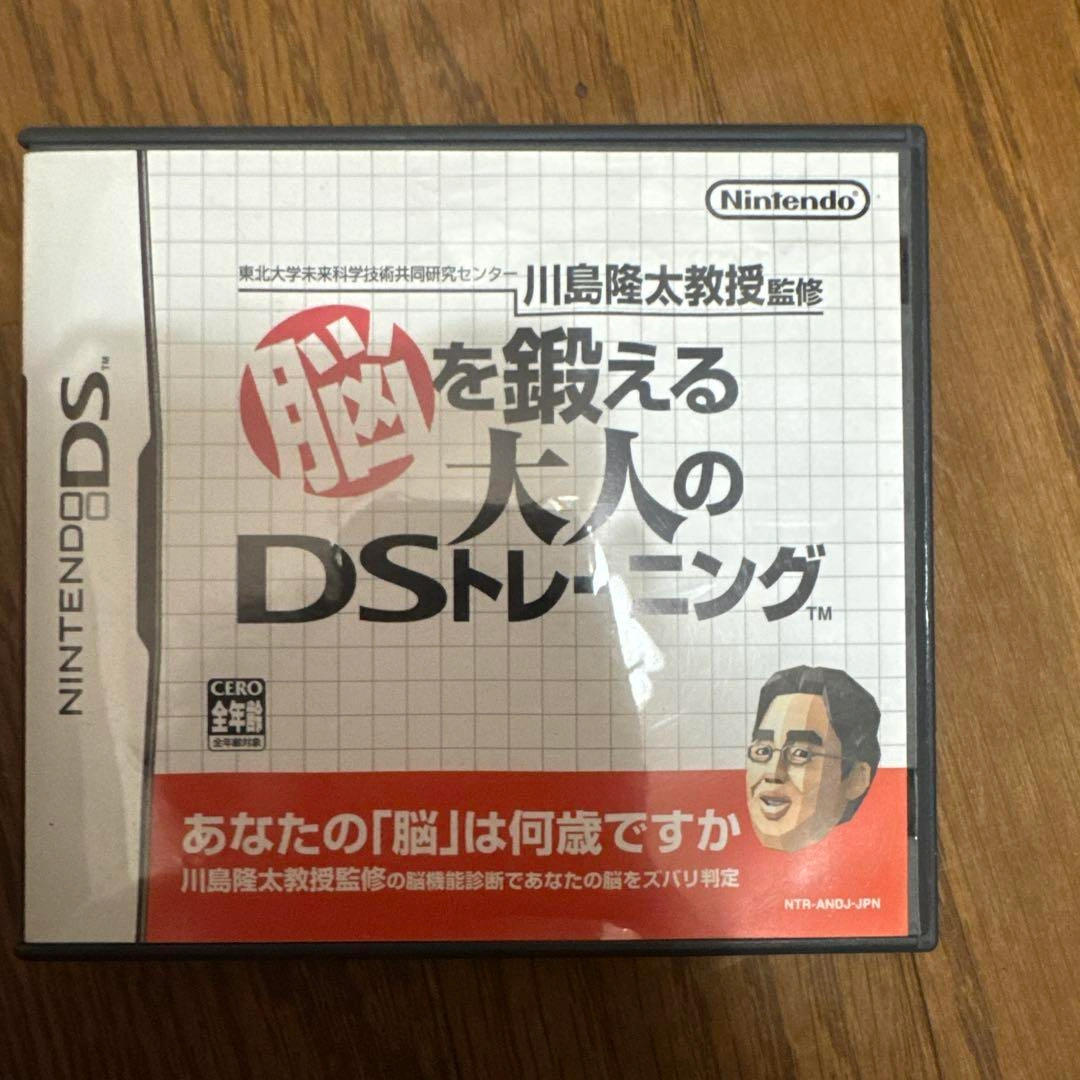 Nintendo
東北大学未来科学技術共同研究センター
川島隆太教授監修
脳を鍛える
大人の
DSトレーニング™
NINTENDO DS™
CERO
全年齢
全年齢対象
あなたの「脳」は何歳ですか
川島隆太教授監修の脳機能診断であなたの脳をズバリ判定
NTR-ANDJ-JPN